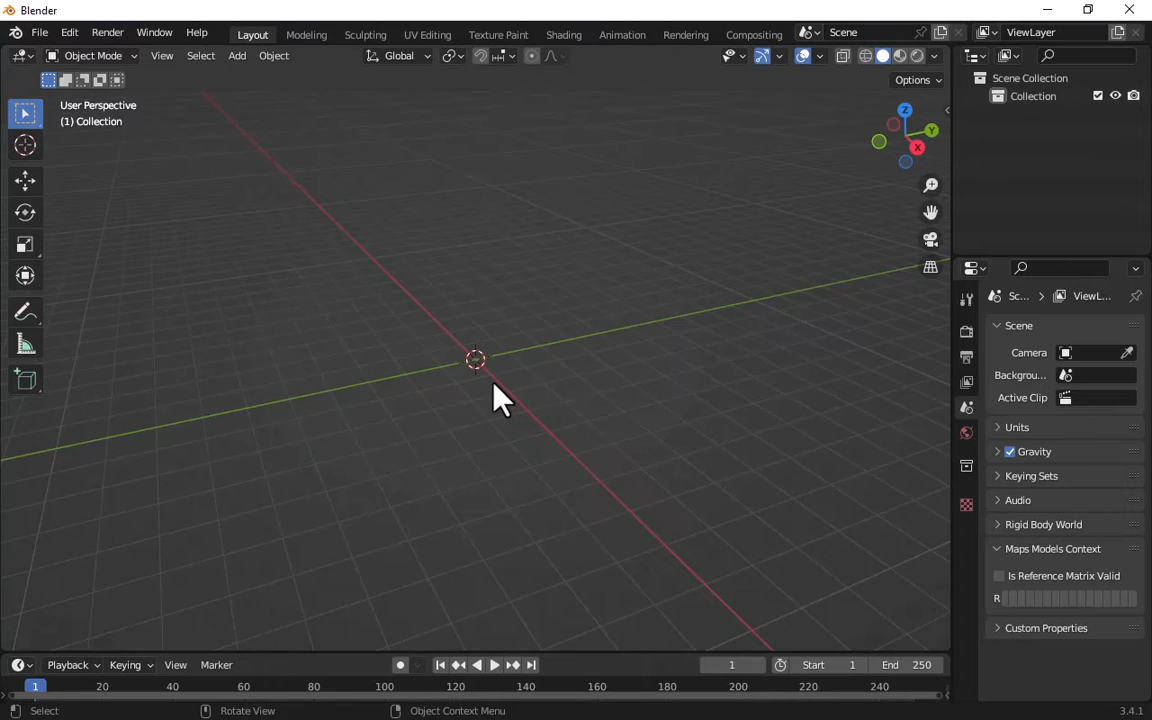 Blender
File Edit Render Window Help Layout Modeling Sculpting UV Editing Texture Paint Shading Animation Rendering Compositing Scene ViewLayer
Object Mode View Select Add Object Global
Options
User Perspective
(1) Collection
Z
Y
X
Scene Collection
Collection
Sc... > ViewL...
Scene
Camera
Backgrou...
Active Clip
Units
Gravity
Keying Sets
Audio
Rigid Body World
Maps Models Context
Is Reference Matrix Valid
R
Custom Properties
Playback Keying View Marker 1 Start 1 End 250
1 20 40 60 80 100 120 140 160 180 200 220 240
Select Rotate View Object Context Menu 3.4.1